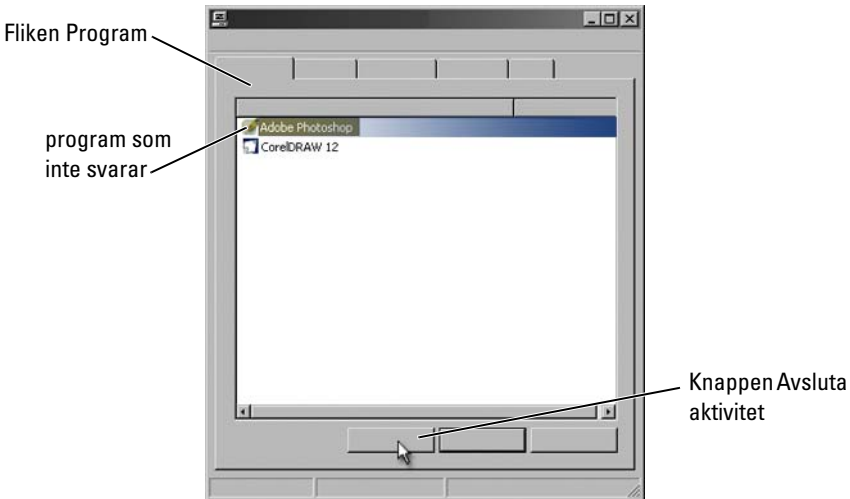 Fliken Program
program som
inte svarar
Adobe Photoshop
CorelDRAW 12
Knappen Avsluta
aktivitet